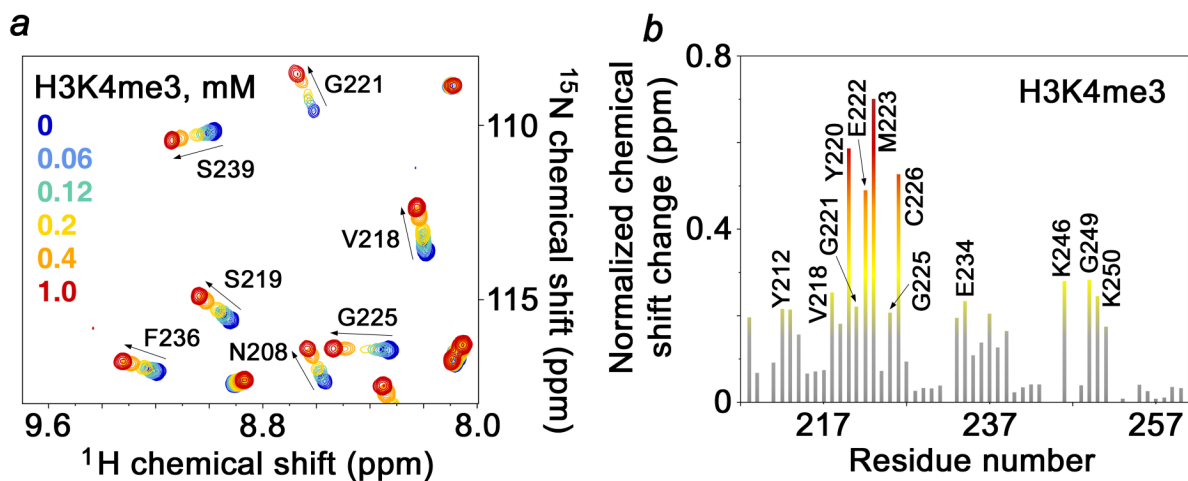 a
H3K4me3, mM
0
0.06
0.12
0.2
0.4
1.0
G221
S239
V218
S219
G225
F236
N208
110
115
15N chemical shift (ppm)
9.6
8.8
8.0
1H chemical shift (ppm)
b
H3K4me3
Normalized chemical
shift change (ppm)
0.8
0.4
0
Y212
V218
G221
Y220
E222
M223
C226
G225
E234
K246
G249
K250
217
237
257
Residue number